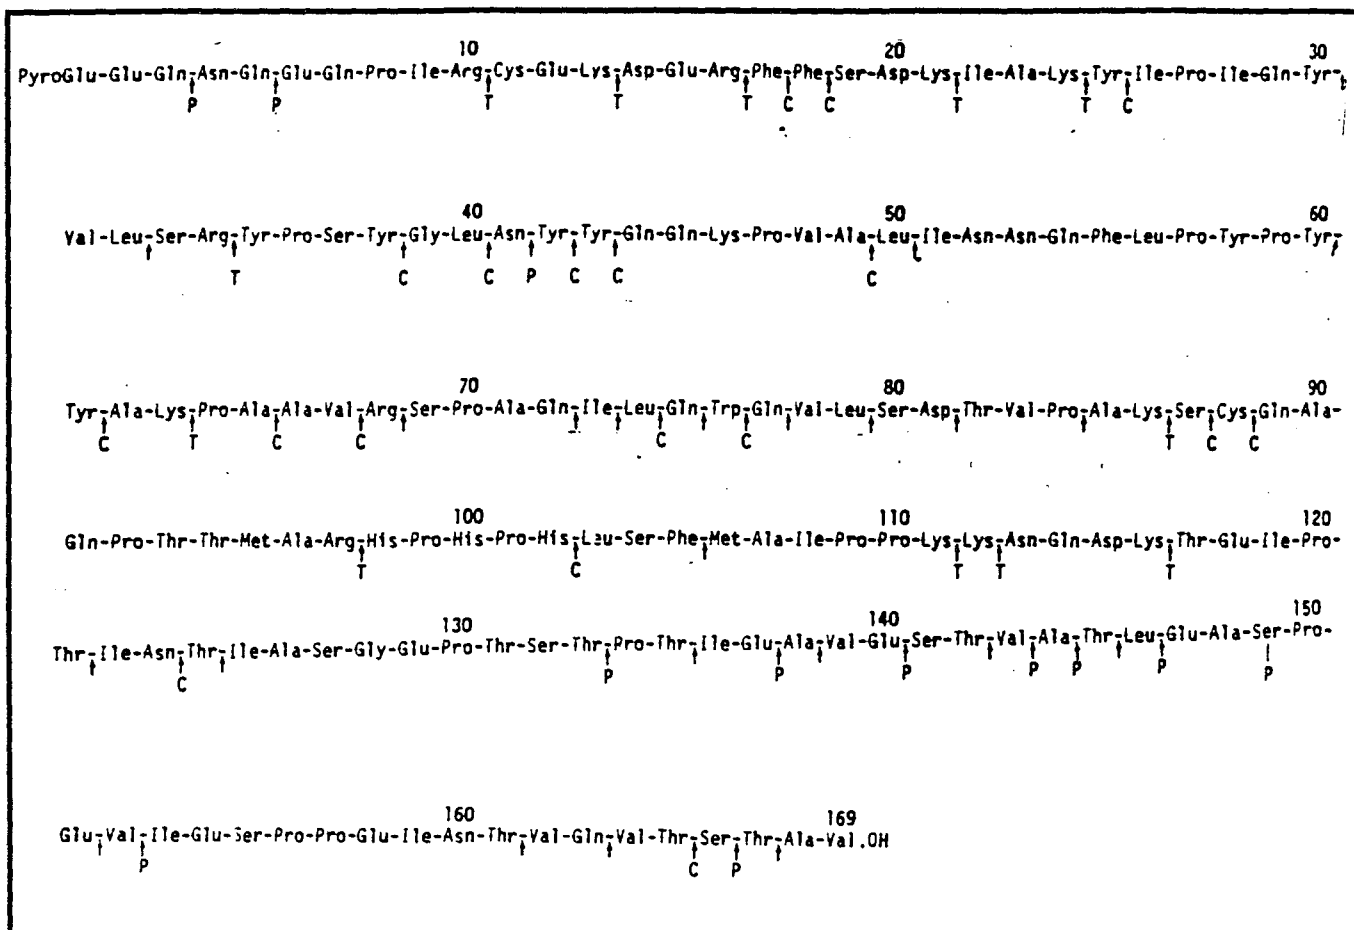 10 20 30
PyroGlu-Glu-Gln-Asn-Gln-Glu-Gln-Pro-Ile-Arg-Cys-Glu-Lys-Asp-Glu-Arg-Phe-Phe-Ser-Asp-Lys-Ile-Ala-Lys-Tyr-Ile-Pro-Ile-Gln-Tyr-
P P T T T C C T T C t
40 50 60
Val-Leu-Ser-Arg-Tyr-Pro-Ser-Tyr-Gly-Leu-Asn-Tyr-Tyr-Gln-Gln-Lys-Pro-Val-Ala-Leu-Ile-Asn-Asn-Gln-Phe-Leu-Pro-Tyr-Pro-Tyr-
T C C P C C C
70 80 90
Tyr-Ala-Lys-Pro-Ala-Ala-Val-Arg-Ser-Pro-Ala-Gln-Ile-Leu-Gln-Trp-Gln-Val-Leu-Ser-Asp-Thr-Val-Pro-Ala-Lys-Ser-Cys-Gln-Ala-
C T C C C C T C C
100 110 120
Gln-Pro-Thr-Thr-Met-Ala-Arg-His-Pro-His-Pro-His-Leu-Ser-Phe-Met-Ala-Ile-Pro-Pro-Lys-Lys-Asn-Gln-Asp-Lys-Thr-Glu-Ile-Pro-
T C T T T
130 140 150
Thr-Ile-Asn-Thr-Ile-Ala-Ser-Gly-Glu-Pro-Thr-Ser-Thr-Pro-Thr-Ile-Glu-Ala-Val-Glu-Ser-Thr-Val-Ala-Thr-Leu-Glu-Ala-Ser-Pro-
C P P P P P P P
160 169
Glu-Val-Ile-Glu-Ser-Pro-Pro-Glu-Ile-Asn-Thr-Val-Gln-Val-Thr-Ser-Thr-Ala-Val.OH
P C P